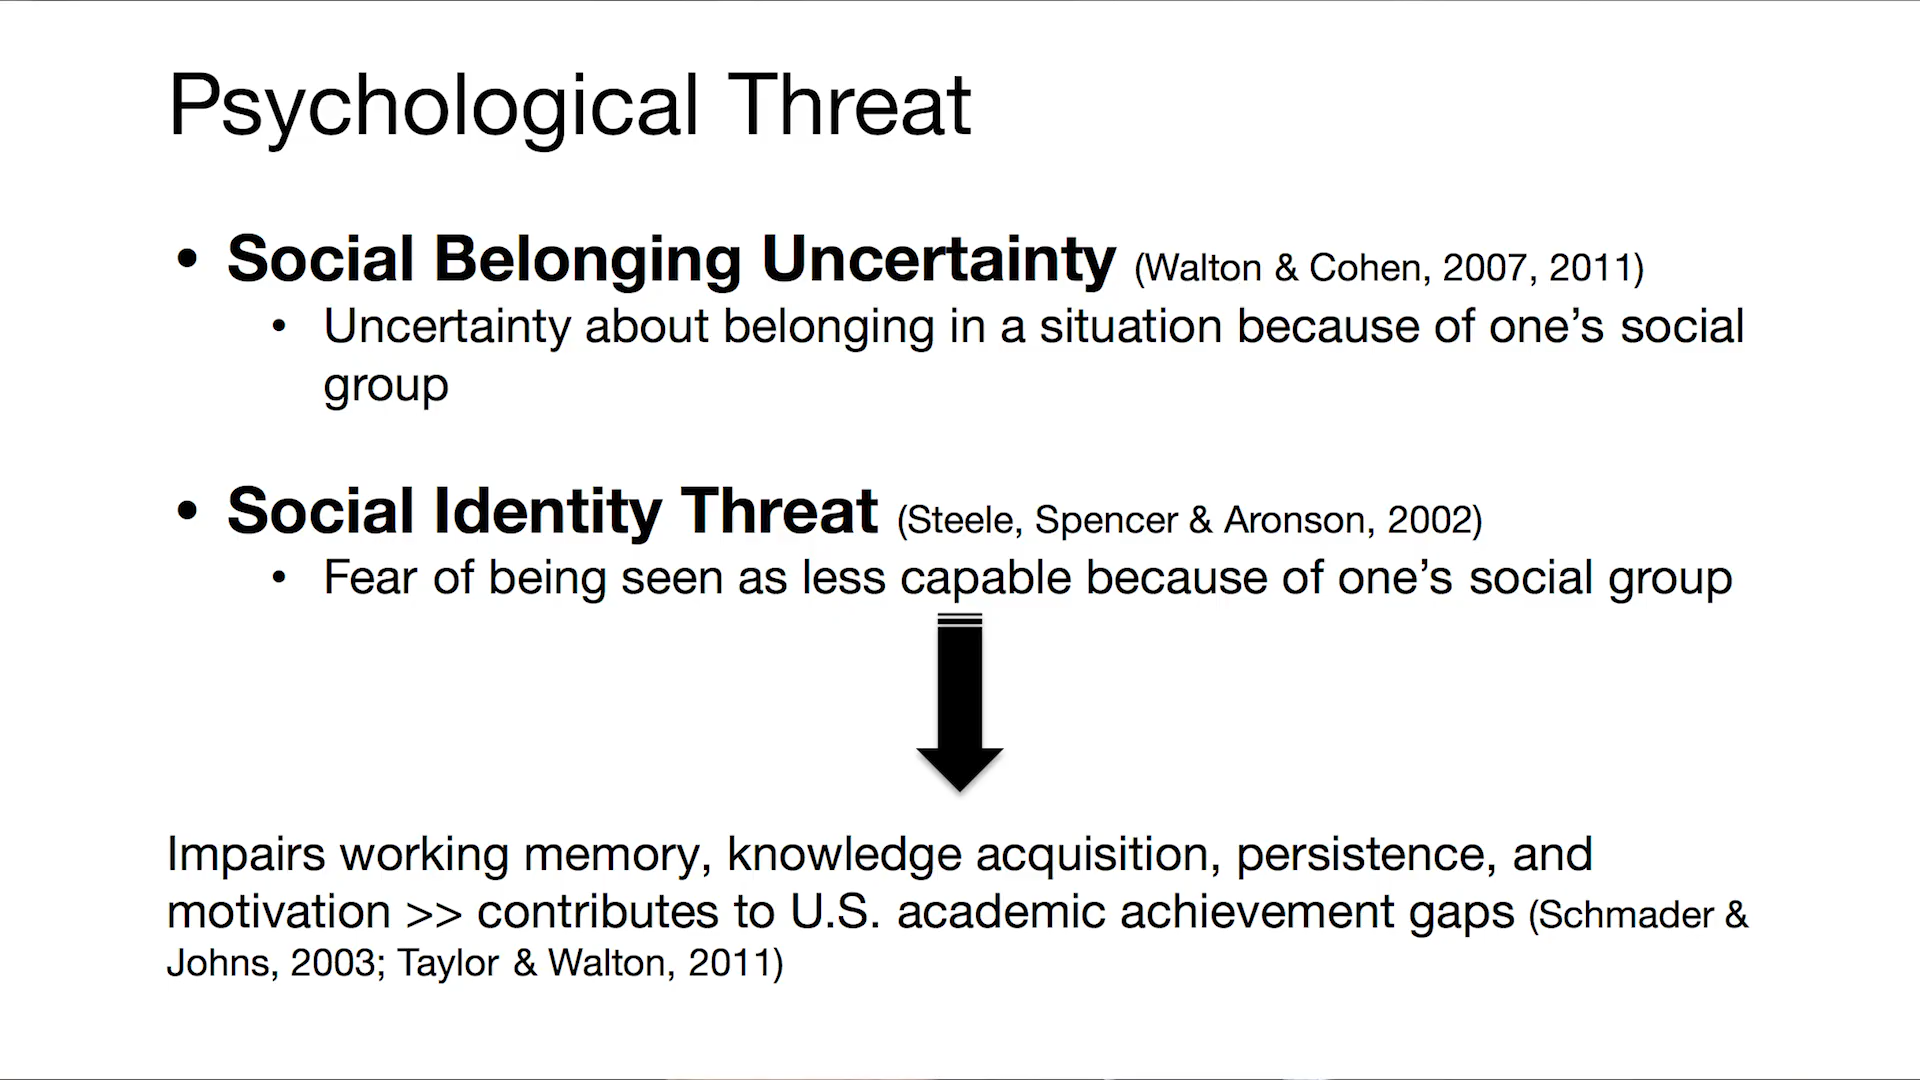 Psychological Threat
• Social Belonging Uncertainty (Walton & Cohen, 2007, 2011)
• Uncertainty about belonging in a situation because of one’s social
group
• Social Identity Threat (Steele, Spencer & Aronson, 2002)
• Fear of being seen as less capable because of one’s social group
Impairs working memory, knowledge acquisition, persistence, and
motivation >> contributes to U.S. academic achievement gaps (Schmader &
Johns, 2003; Taylor & Walton, 2011)